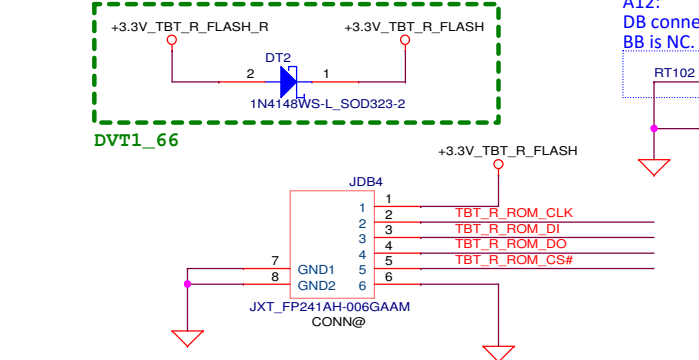 A12:
DB conne
BB is NC.
+3.3V_TBT_R_FLASH_R
+3.3V_TBT_R_FLASH
DT2
2
1
1N4148WS-L_SOD323-2
RT102
DVT1_66
+3.3V_TBT_R_FLASH
JDB4
1 1
2 2 TBT_R_ROM_CLK
3 3 TBT_R_ROM_DI
4 4 TBT_R_ROM_DO
7 GND1 5 5 TBT_R_ROM_CS#
8 GND2 6 6
JXT_FP241AH-006GAAM
CONN@